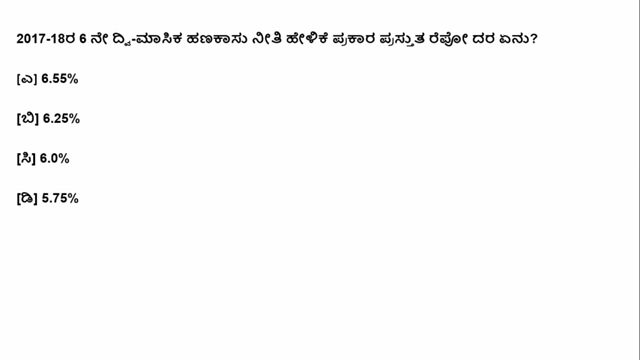 2017-18ರ 6 ನೇ ದ್ವಿ-ಮಾಸಿಕ ಹಣಕಾಸು ನೀತಿ ಹೇಳಿಕೆ ಪ್ರಕಾರ ಪ್ರಸ್ತುತ ರೆಪೋ ದರ ಏನು?
[ಎ] 6.55%
[ಬಿ] 6.25%
[ಸಿ] 6.0%
[ಡಿ] 5.75%